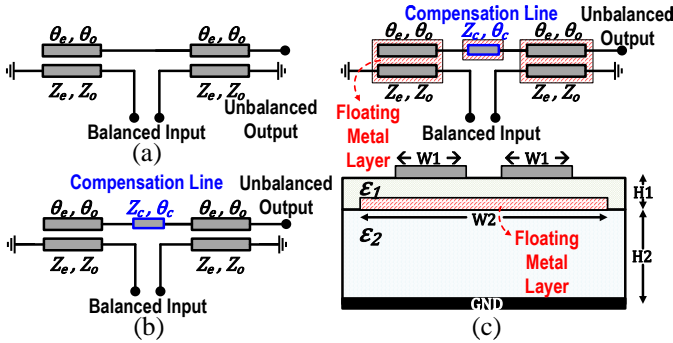 θe, θo
θe, θo
Ze, Zo
Ze, Zo
Unbalanced
Output
Balanced Input
(a)
Compensation Line
Unbalanced
Output
θe, θo
Zc, θc
θe, θo
Ze, Zo
Ze, Zo
Balanced Input
(b)
Compensation Line
Unbalanced
Output
θe, θo
Zc, θc
θe, θo
Ze, Zo
Ze, Zo
Floating
Metal
Layer
Balanced Input
W1
W1
ε1
H1
W2
ε2
Floating
Metal
Layer
H2
GND
(c)